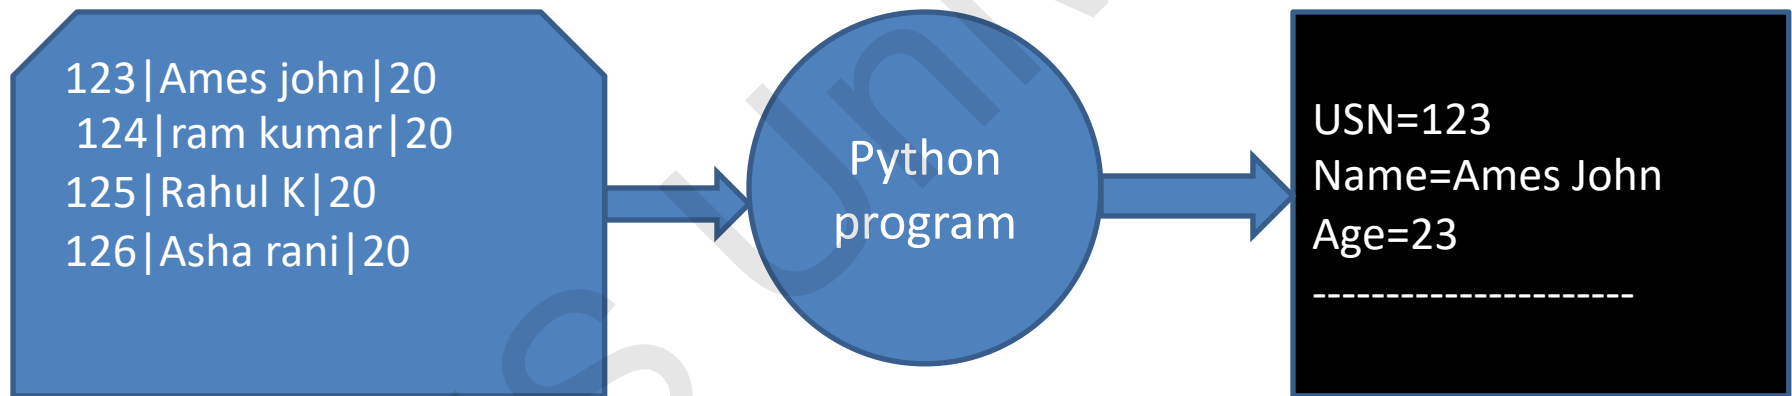 123|Ames john|20
124|ram kumar|20
125|Rahul K|20
126|Asha rani|20
Python
program
USN=123
Name=Ames John
Age=23
----------------------